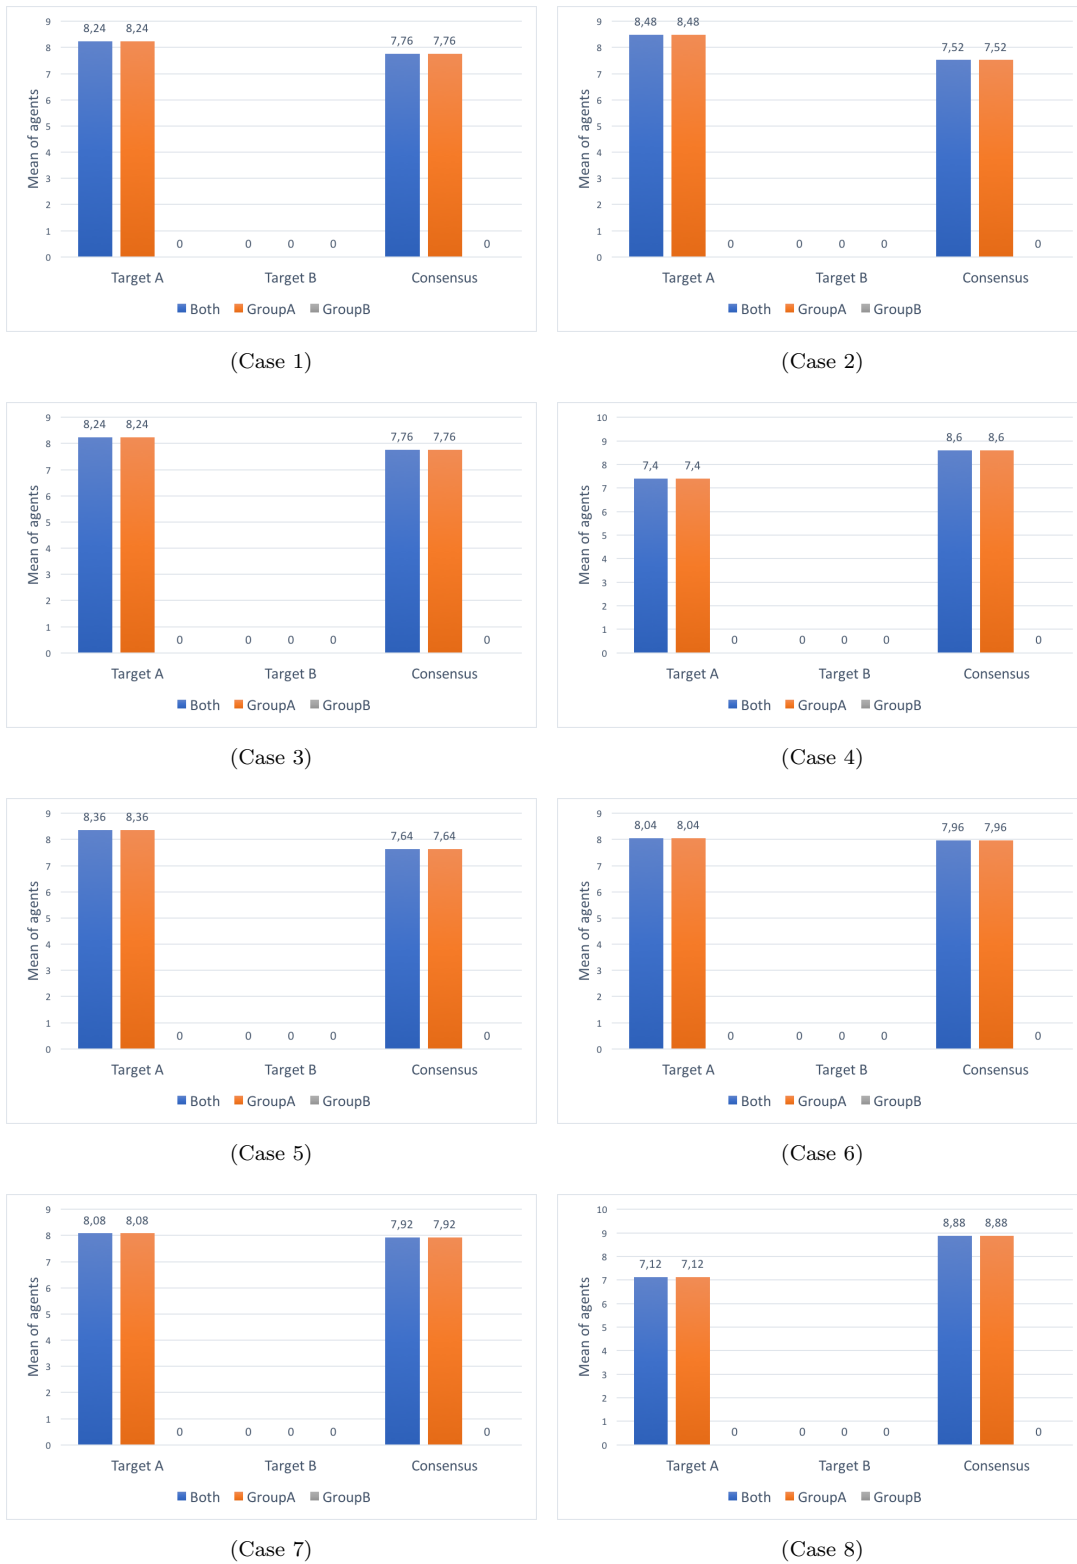 9
8
7
6
5
4
3
2
1
0
Mean of agents
8,24 8,24 0 0 0 0 7,76 7,76 0
Target A Target B Consensus
Both GroupA GroupB
(Case 1)
9
8
7
6
5
4
3
2
1
0
Mean of agents
8,48 8,48 0 0 0 0 7,52 7,52 0
Target A Target B Consensus
Both GroupA GroupB
(Case 2)
9
8
7
6
5
4
3
2
1
0
Mean of agents
8,24 8,24 0 0 0 0 7,76 7,76 0
Target A Target B Consensus
Both GroupA GroupB
(Case 3)
10
9
8
7
6
5
4
3
2
1
0
Mean of agents
7,4 7,4 0 0 0 0 8,6 8,6 0
Target A Target B Consensus
Both GroupA GroupB
(Case 4)
9
8
7
6
5
4
3
2
1
0
Mean of agents
8,36 8,36 0 0 0 0 7,64 7,64 0
Target A Target B Consensus
Both GroupA GroupB
(Case 5)
9
8
7
6
5
4
3
2
1
0
Mean of agents
8,04 8,04 0 0 0 0 7,96 7,96 0
Target A Target B Consensus
Both GroupA GroupB
(Case 6)
9
8
7
6
5
4
3
2
1
0
Mean of agents
8,08 8,08 0 0 0 0 7,92 7,92 0
Target A Target B Consensus
Both GroupA GroupB
(Case 7)
10
9
8
7
6
5
4
3
2
1
0
Mean of agents
7,12 7,12 0 0 0 0 8,88 8,88 0
Target A Target B Consensus
Both GroupA GroupB
(Case 8)